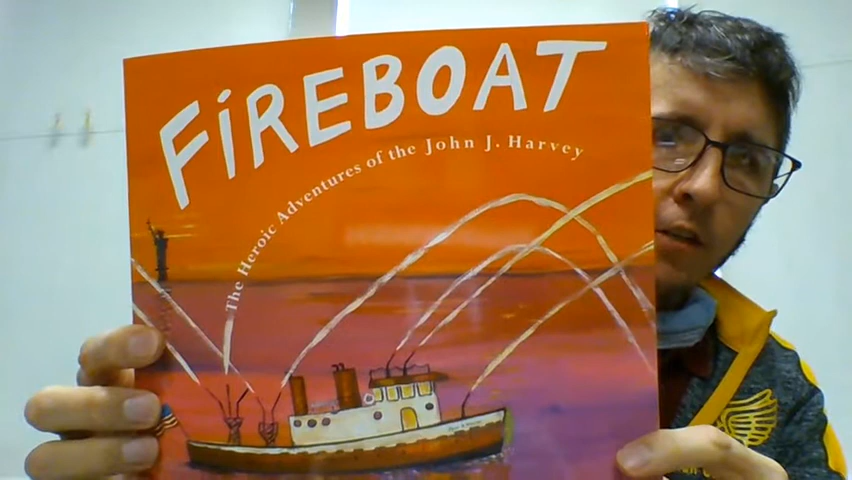 FiREBOAT
The Heroic Adventures of the John J. Harvey